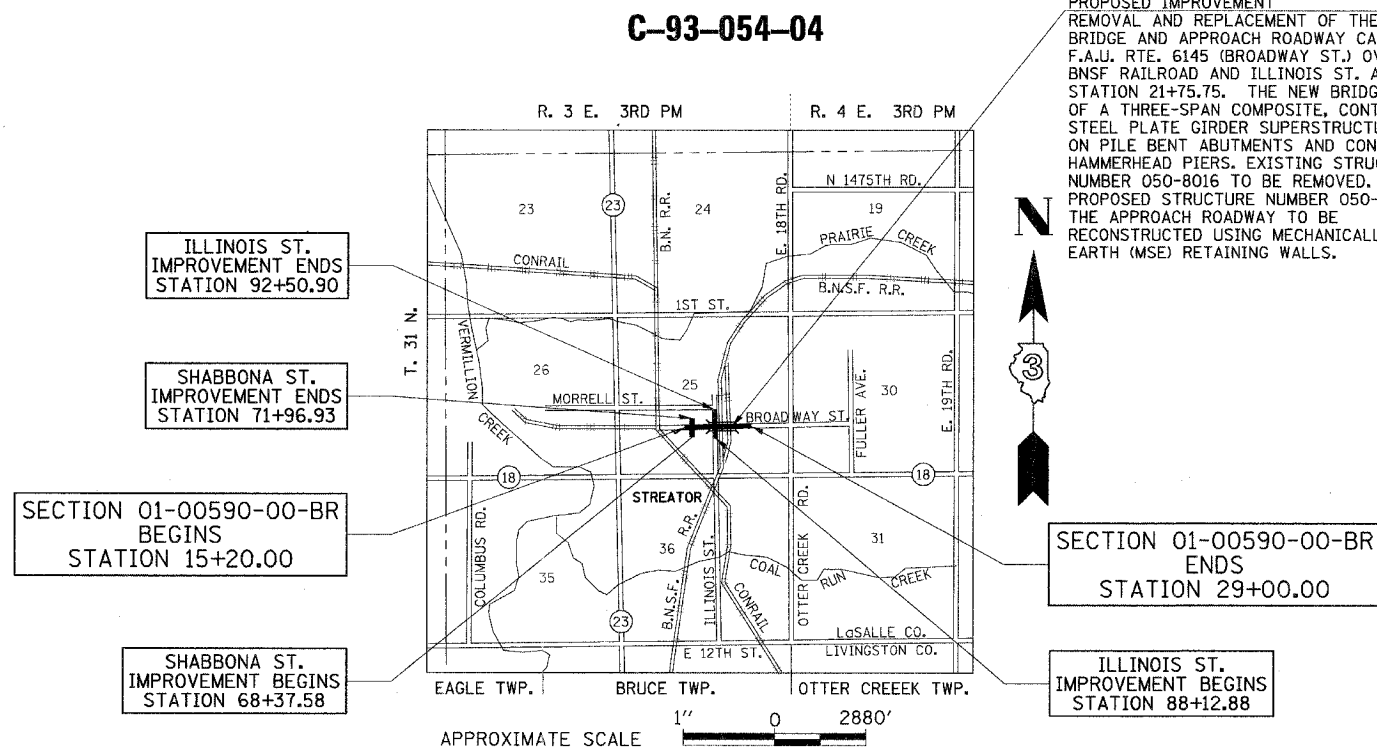 C-93-054-04
PROPOSED IMPROVEMENT
REMOVAL AND REPLACEMENT OF THE
BRIDGE AND APPROACH ROADWAY
F.A.U. RTE. 6145 (BROADWAY ST.)
BNSF RAILROAD AND ILLINOIS ST.
STATION 21+75.75. THE NEW
OF A THREE-SPAN COMPOSITE,
STEEL PLATE GIRDER
ON PILE BENT ABUTMENTS AND
HAMMERHEAD PIERS. EXISTING
NUMBER 050-8016 TO BE REMOVED.
PROPOSED STRUCTURE NUMBER 050-
THE APPROACH ROADWAY TO BE
RECONSTRUCTED USING
EARTH (MSE) RETAINING WALLS.
R. 3 E. 3RD PM
R. 4 E. 3RD PM
N
3
T. 31 N.
ILLINOIS ST.
IMPROVEMENT ENDS
STATION 92+50.90
SHABBONA ST.
IMPROVEMENT ENDS
STATION 71+96.93
SECTION 01-00590-00-BR
BEGINS
STATION 15+20.00
SHABBONA ST.
IMPROVEMENT BEGINS
STATION 68+37.58
23
23
B.N. R.R.
24
E. 18TH RD.
N 1475TH RD.
19
PRAIRIE CREEK
CONRAIL
B.N.S.F. R.R.
1ST ST.
VERMILLION
CREEK
26
25
MORRELL ST.
BROADWAY ST.
FULLER AVE.
30
E. 19TH RD.
18
18
STREATOR
COLUMBUS RD.
35
36
B.N.S.F. R.R.
ILLINOIS ST.
COAL RUN CREEK
OTTER CREEK RD.
31
CONRAIL
23
LaSALLE CO.
E 12TH ST.
LIVINGSTON CO.
EAGLE TWP.
BRUCE TWP.
OTTER CREEEK TWP.
SECTION 01-00590-00-BR
ENDS
STATION 29+00.00
ILLINOIS ST.
IMPROVEMENT BEGINS
STATION 88+12.88
APPROXIMATE SCALE
1" 0 2880'